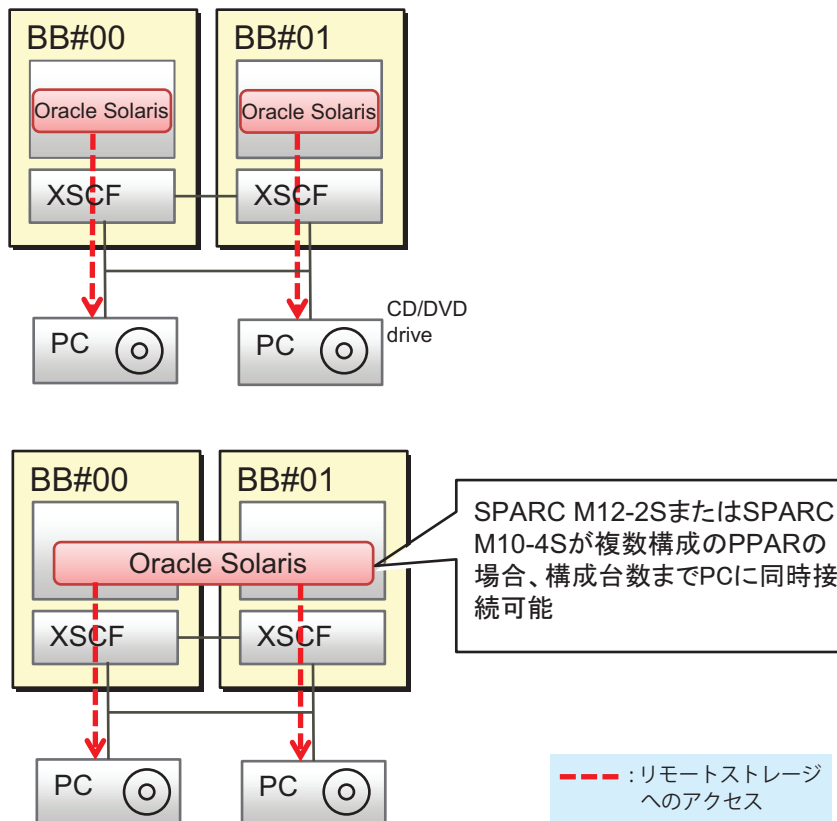 BB#00
BB#01
Oracle Solaris
Oracle Solaris
XSCF
XSCF
PC
PC
CD/DVD
drive
BB#00
BB#01
Oracle Solaris
XSCF
XSCF
PC
PC
SPARC M12-2SまたはSPARC
M10-4Sが複数構成のPPARの
場合、構成台数までPCに同時接
続可能
:リモートストレージ
へのアクセス